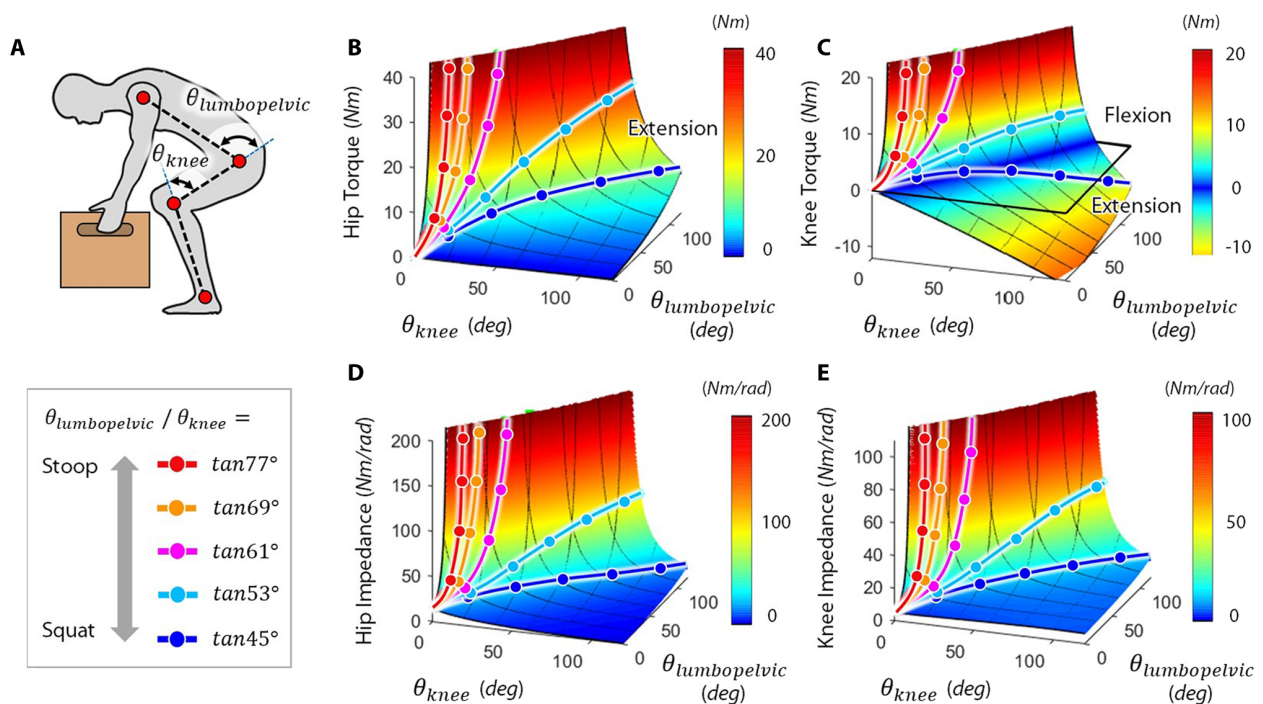 A
θlumbopelvic
θknee
θlumbopelvic / θknee =
Stoop
tan77°
tan69°
tan61°
tan53°
Squat
tan45°
B
(Nm)
40
30
20
10
0
Hip Torque (Nm)
Extension
50
100
θknee (deg)
0
50
100
θlumbopelvic
(deg)
40
20
0
C
(Nm)
20
10
0
-10
Knee Torque (Nm)
Flexion
Extension
0
50
100
θknee (deg)
0
50
100
θlumbopelvic
(deg)
20
10
0
-10
D
(Nm/rad)
200
150
100
50
0
Hip Impedance (Nm/rad)
0
50
100
θknee (deg)
0
50
100
θlumbopelvic
(deg)
200
100
0
E
(Nm/rad)
100
80
60
40
20
0
Knee Impedance (Nm/rad)
0
50
100
θknee (deg)
0
50
100
θlumbopelvic
(deg)
100
50
0